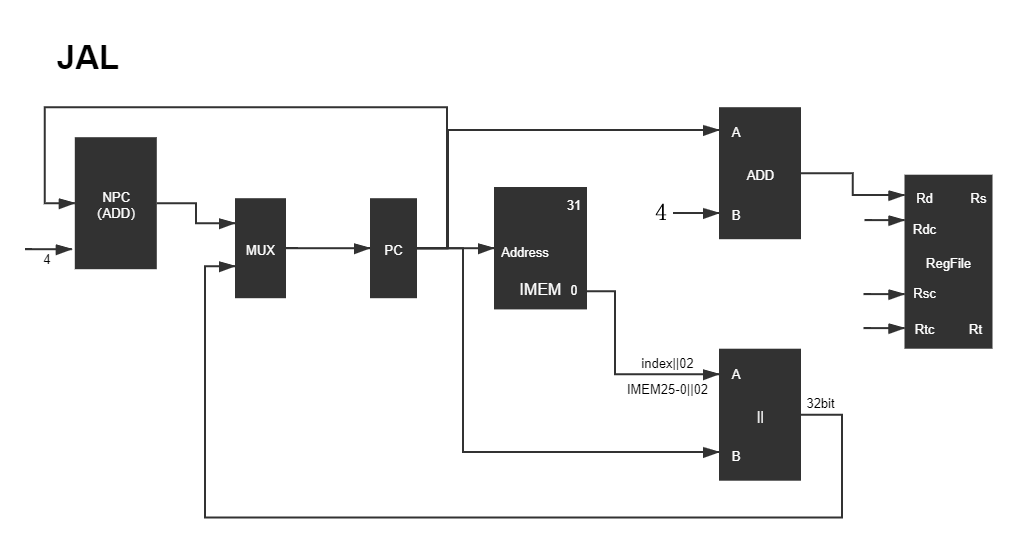 JAL
NPC
(ADD)
4
MUX
PC
31
Address
IMEM 0
A
ADD
4
B
Rd Rs
Rdc
RegFile
Rsc
Rtc Rt
index||02
IMEM25-0||02
A
||
B
32bit